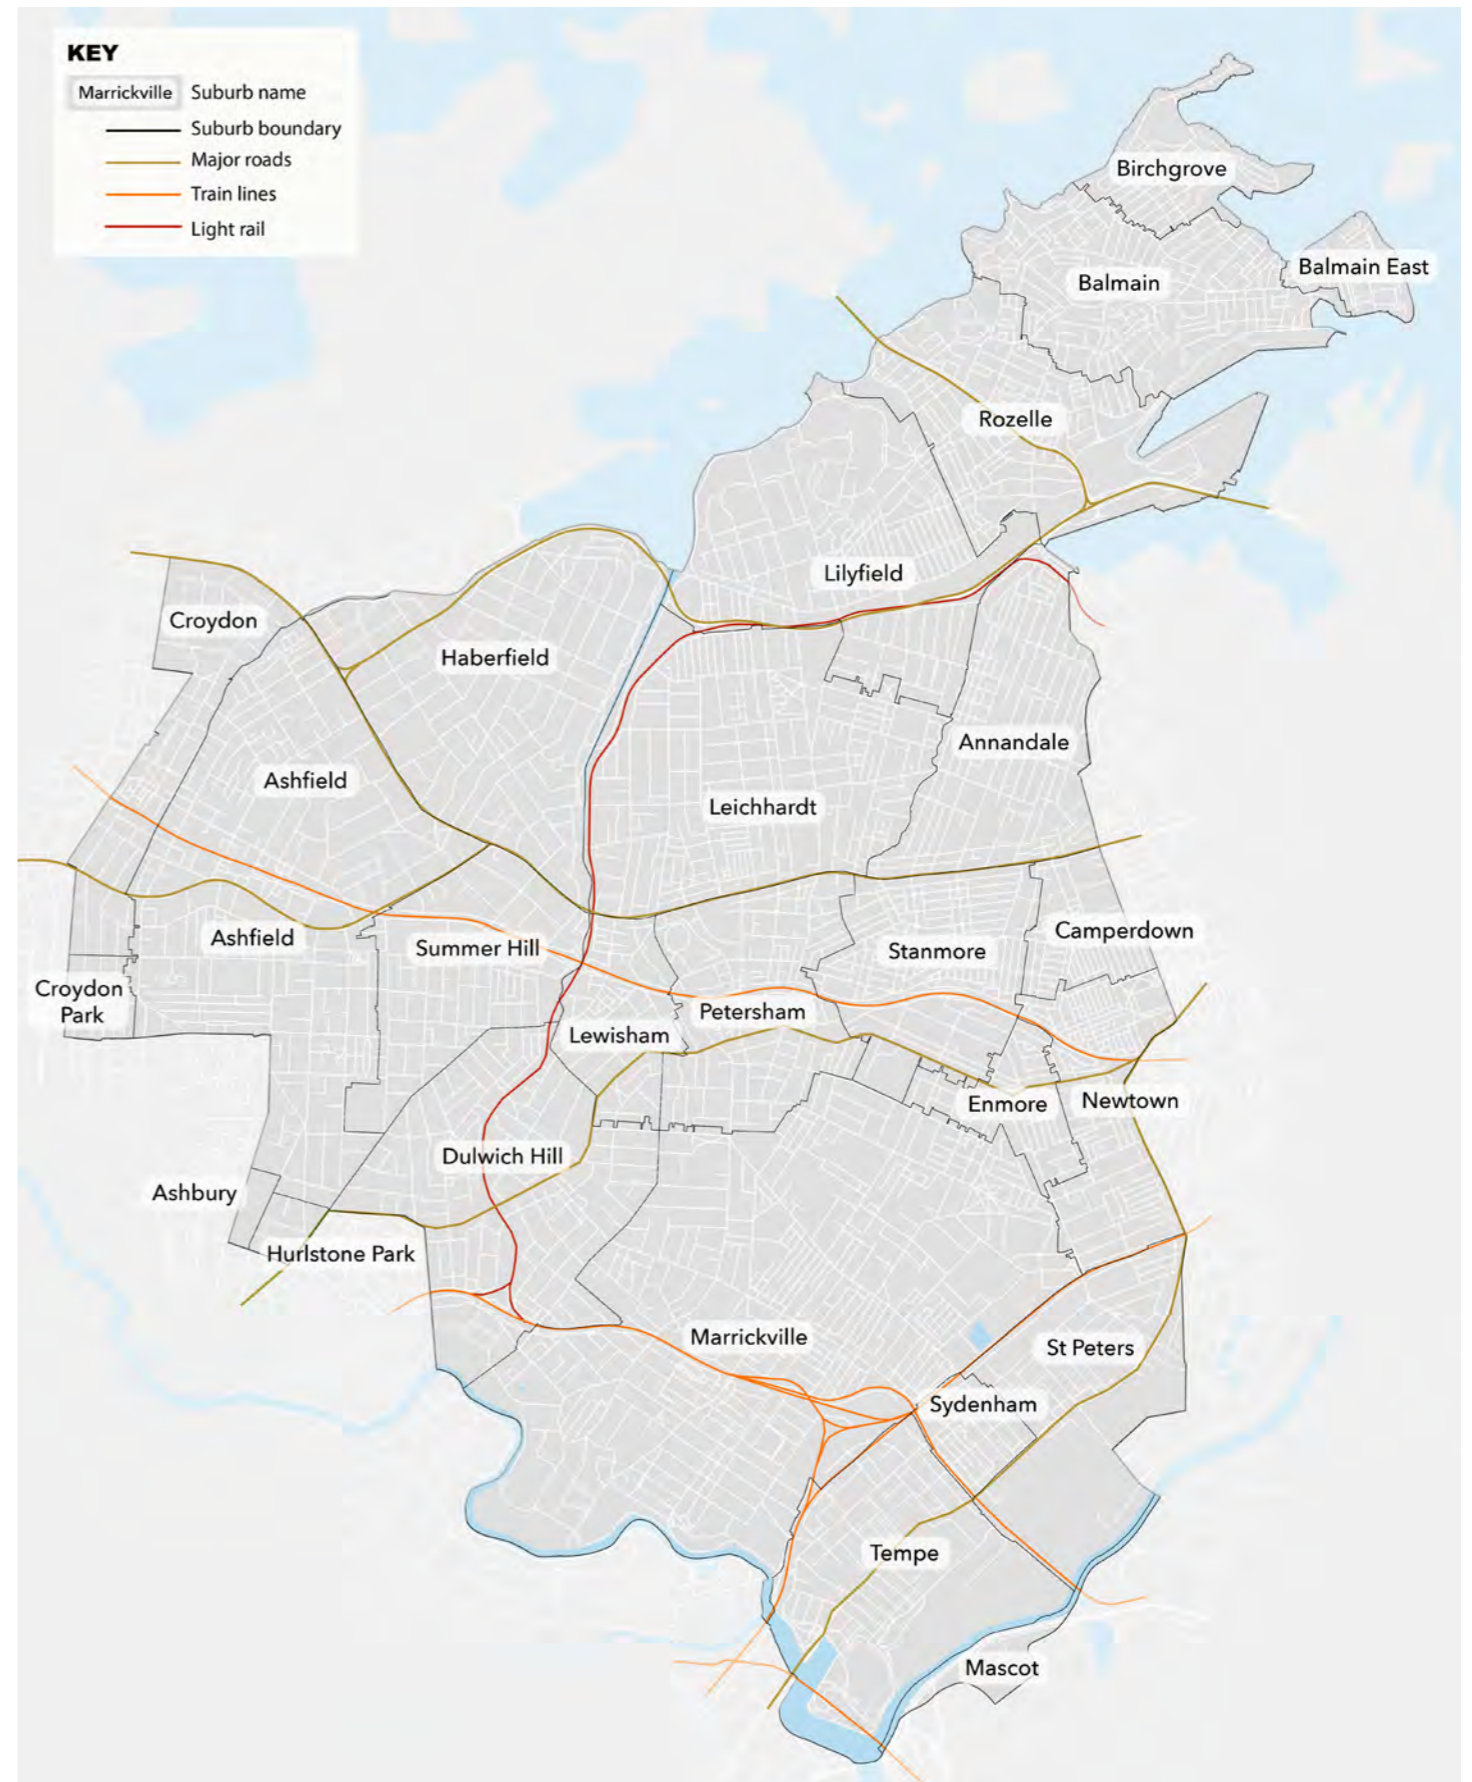 KEY
Marrickville Suburb name
Suburb boundary
Major roads
Train lines
Light rail
Birchgrove
Balmain East
Balmain
Rozelle
Lilyfield
Croydon
Haberfield
Annandale
Ashfield
Leichhardt
Camperdown
Ashfield
Summer Hill
Stanmore
Croydon
Park
Petersham
Lewisham
Enmore
Newtown
Dulwich Hill
Ashbury
Hurlstone Park
Marrickville
St Peters
Sydenham
Tempe
Mascot